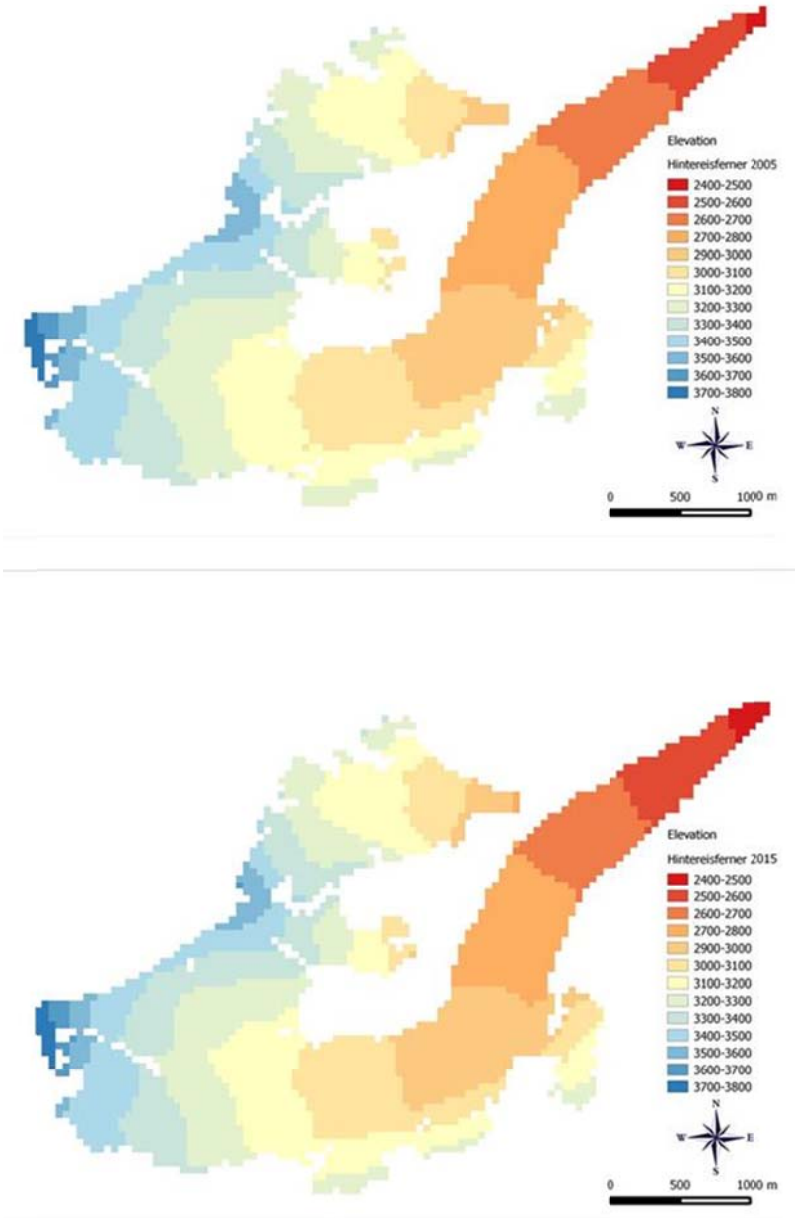 Elevation
Hintereisferner 2005
2400-2500
2500-2600
2600-2700
2700-2800
2900-3000
3000-3100
3100-3200
3200-3300
3300-3400
3400-3500
3500-3600
3600-3700
3700-3800
N
W E
S
0 500 1000 m
Elevation
Hintereisferner 2015
2400-2500
2500-2600
2600-2700
2700-2800
2900-3000
3000-3100
3100-3200
3200-3300
3300-3400
3400-3500
3500-3600
3600-3700
3700-3800
N
W E
S
0 500 1000 m